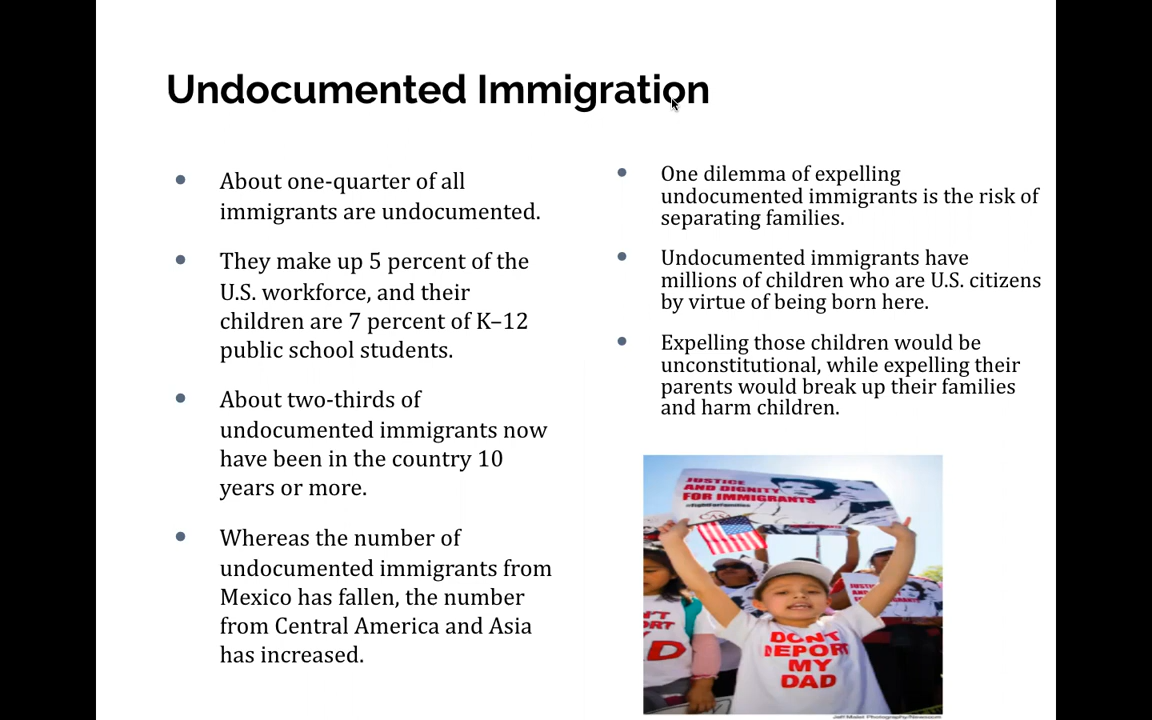 Undocumented Immigration
About one-quarter of all
immigrants are undocumented.
They make up 5 percent of the
U.S. workforce, and their
children are 7 percent of K–12
public school students.
About two-thirds of
undocumented immigrants now
have been in the country 10
years or more.
Whereas the number of
undocumented immigrants from
Mexico has fallen, the number
from Central America and Asia
has increased.
One dilemma of expelling
undocumented immigrants is the risk of
separating families.
Undocumented immigrants have
millions of children who are U.S. citizens
by virtue of being born here.
Expelling those children would be
unconstitutional, while expelling their
parents would break up their families
and harm children.
JUSTICE
AND DIGNITY
FOR IMMIGRANTS
DON'T
DEPORT
MY
DAD